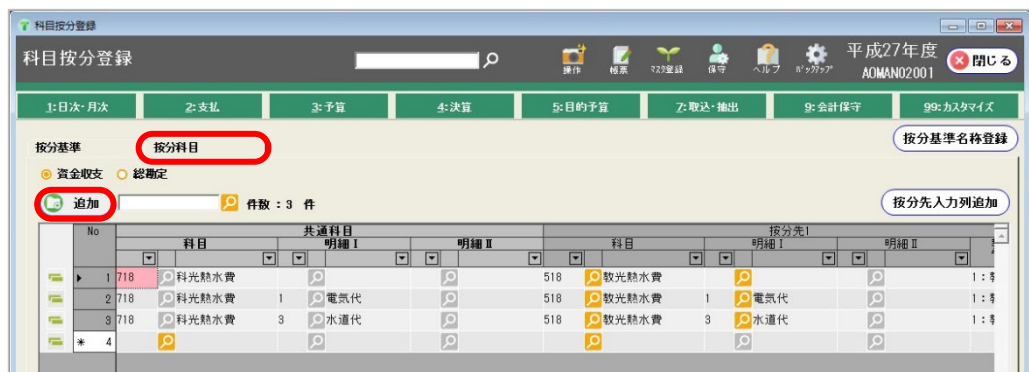 科目按分登録
科目按分登録 操作 帳票 マスタ登録 保守 ヘルプ バックアップ 平成27年度 AOMAN02001 閉じる
1:日次・月次 2:支払 3:予算 4:決算 5:目的予算 7:取込・抽出 9:会計保守 99:カスタマイズ
按分基準 按分科目 按分基準名称登録
資金収支 総勘定
追加 件数:3 件 按分先入力列追加
No 共通科目 按分先1
科目 明細Ⅰ 明細Ⅱ 科目 明細Ⅰ 明細Ⅱ
1 718 科光熱水費 518 教光熱水費 1:
2 718 科光熱水費 1 電気代 518 教光熱水費 1 電気代 1:
3 718 科光熱水費 3 水道代 518 教光熱水費 3 水道代 1:
* 4